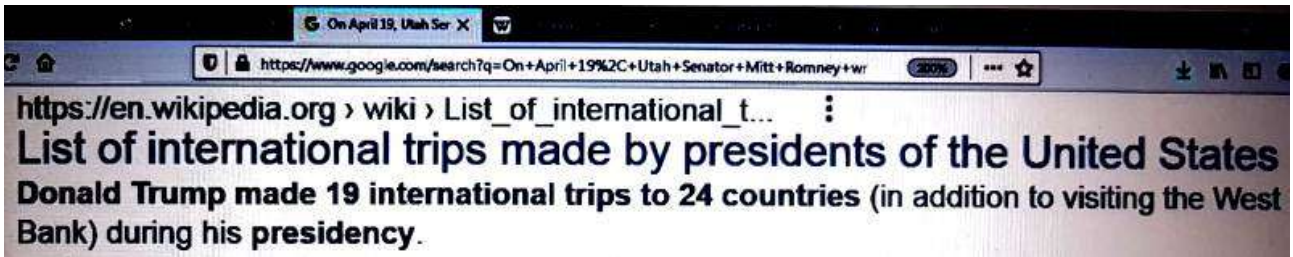 On April 19, Utah Ser X
https://www.google.com/search?q=On+April+19%2C+Utah+Senator+Mitt+Romney+wr 200%
https://en.wikipedia.org › wiki › List_of_international_t...
List of international trips made by presidents of the United States
Donald Trump made 19 international trips to 24 countries (in addition to visiting the West
Bank) during his presidency.